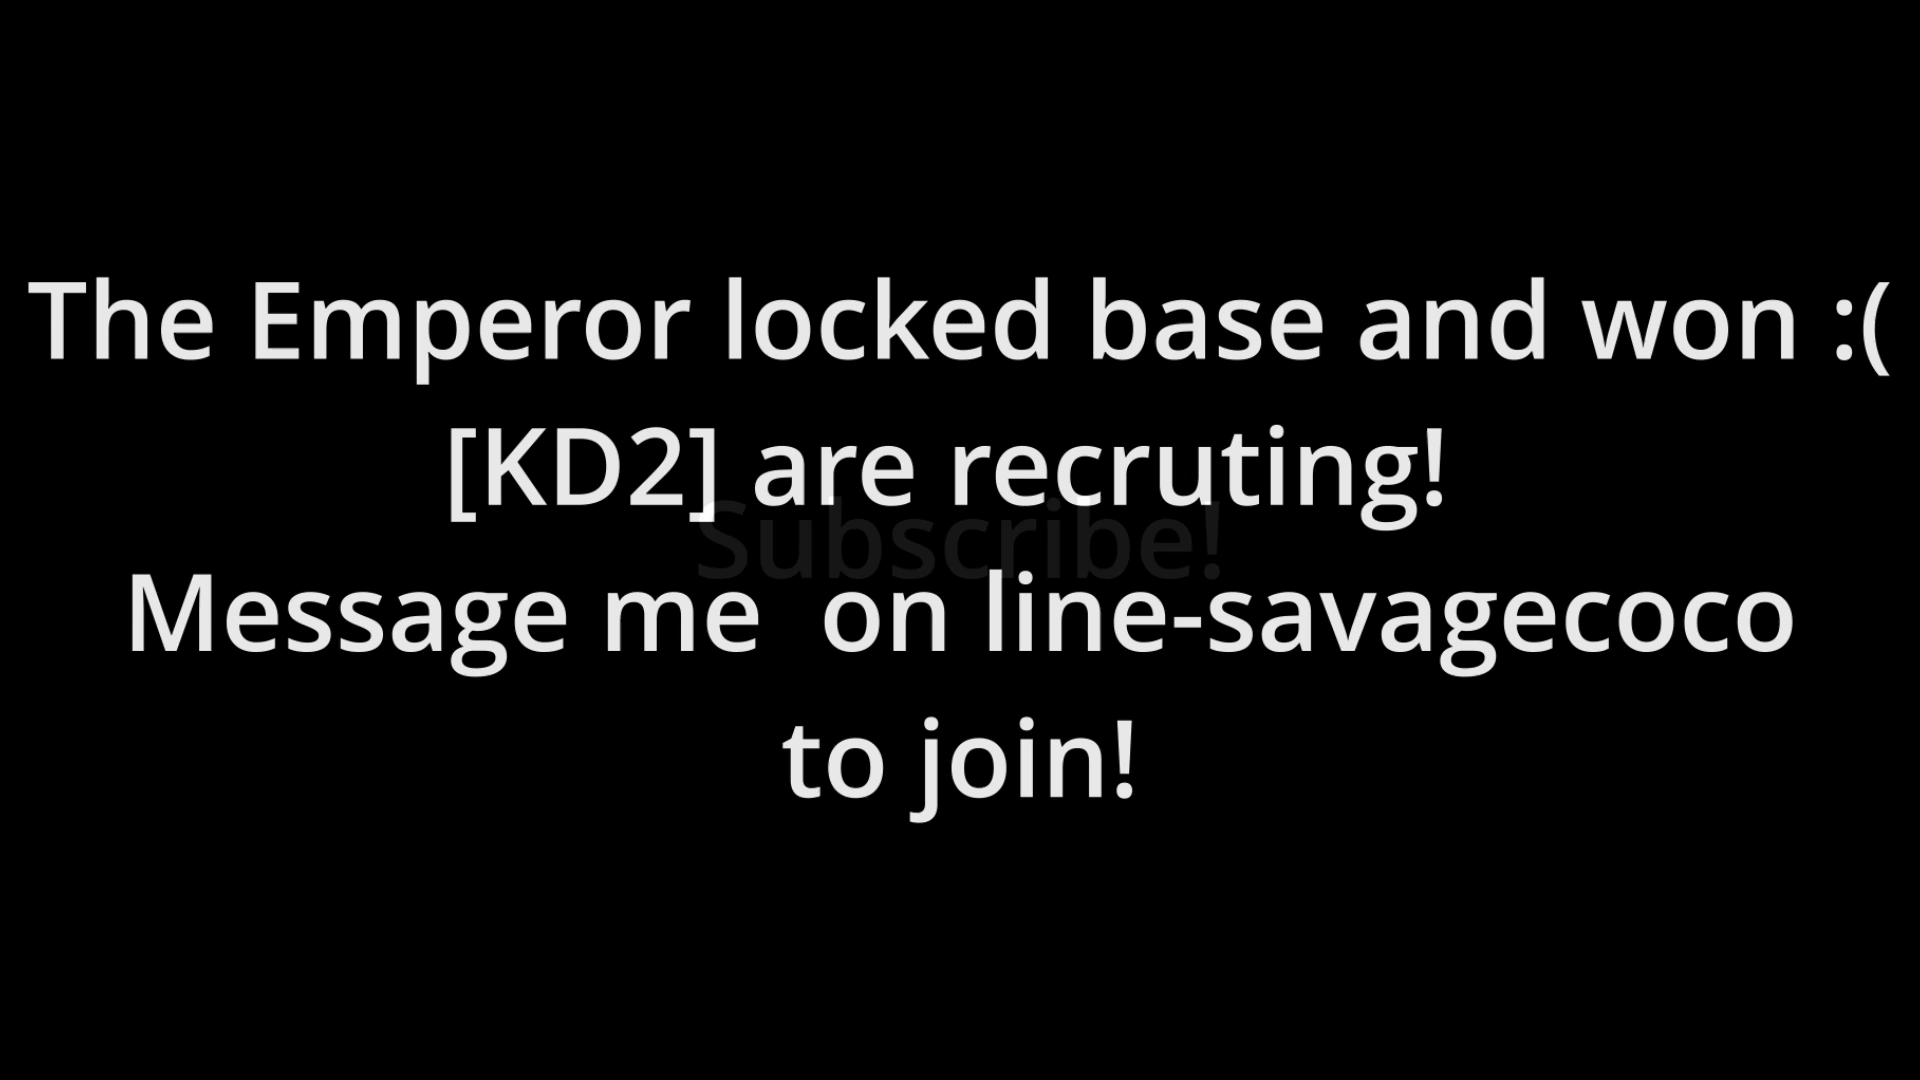 The Emperor locked base and won :(
[KD2] are recruting!
Subscribe!
Message me  on line-savagecoco
to join!